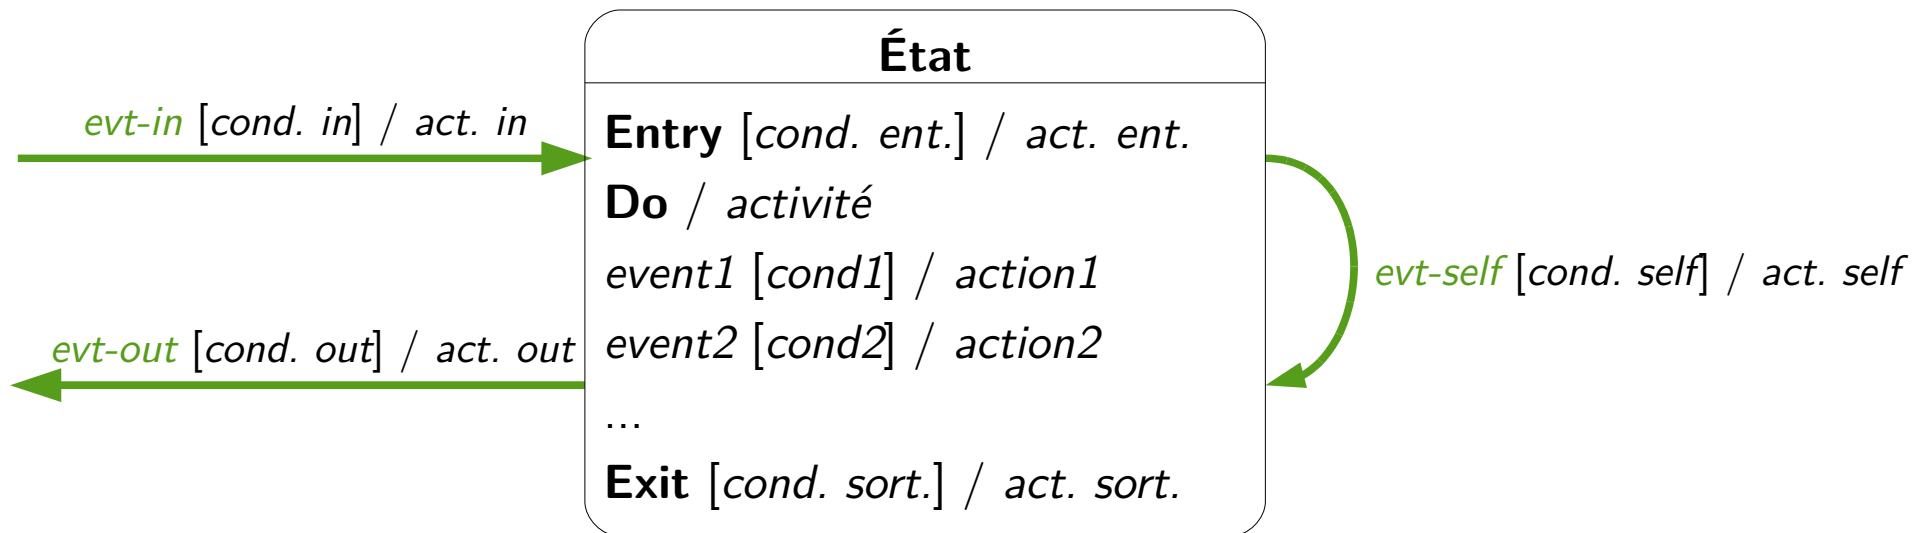 État
evt-in [cond. in] / act. in
Entry [cond. ent.] / act. ent.
Do / activité
event1 [cond1] / action1
evt-self [cond. self] / act. self
evt-out [cond. out] / act. out
event2 [cond2] / action2
...
Exit [cond. sort.] / act. sort.